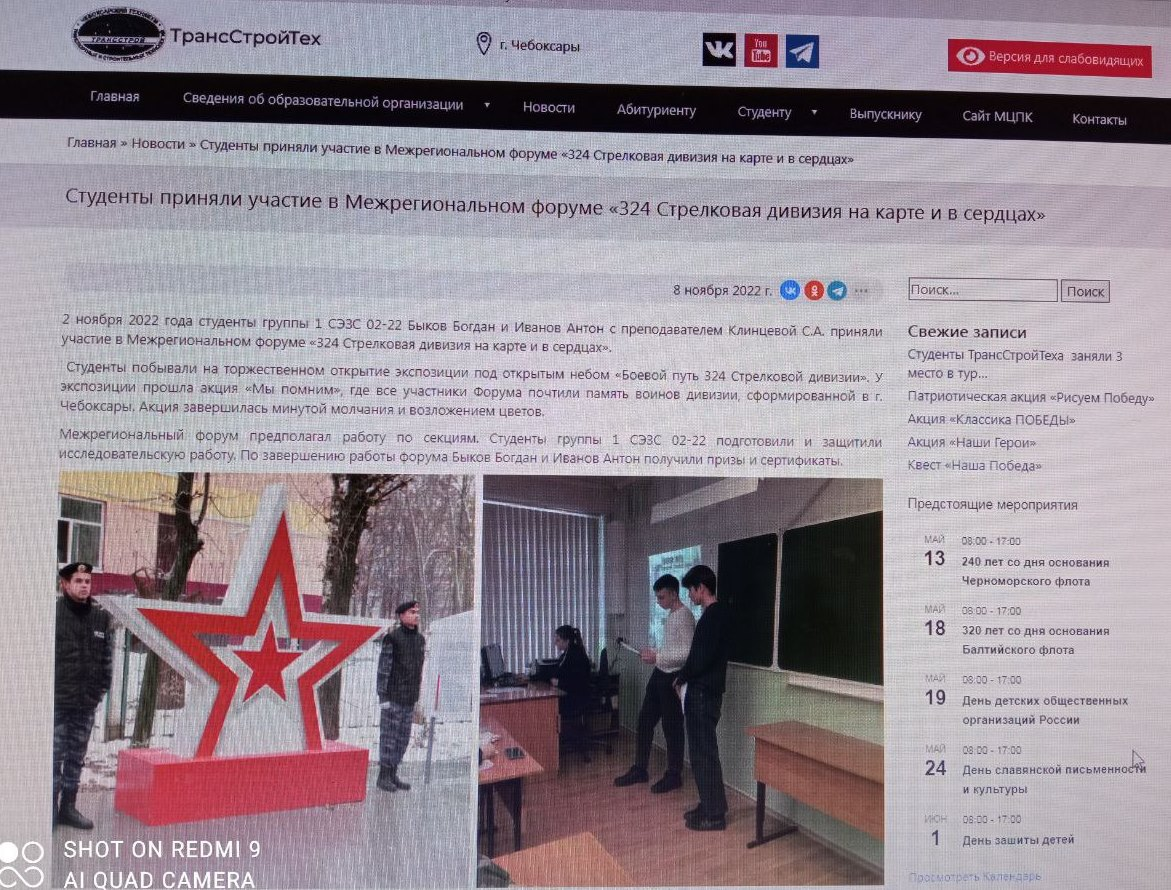 ТРАНССТРОЙ
ТрансСтройТех
г. Чебоксары
You
Tube
Версия для слабовидящих
Главная
Сведения об образовательной организации
Новости
Абитуриенту
Студенту
Выпускнику
Сайт МЦПК
Контакты
Главная » Новости » Студенты приняли участие в Межрегиональном форуме «324 Стрелковая дивизия на карте и в сердцах»
Студенты приняли участие в Межрегиональном форуме «324 Стрелковая дивизия на карте и в сердцах»
8 ноября 2022 г.
2 ноября 2022 года студенты группы 1 СЭЗС 02-22 Быков Богдан и Иванов Антон с преподавателем Клинцевой С.А. приняли
участие в Межрегиональном форуме «324 Стрелковая дивизия на карте и в сердцах».
Студенты побывали на торжественном открытие экспозиции под открытым небом «Боевой путь 324 Стрелковой дивизии». У
экспозиции прошла акция «Мы помним», где все участники Форума почтили память воинов дивизии, сформированной в г.
Чебоксары. Акция завершилась минутой молчания и возложением цветов.
Межрегиональный форум предполагал работу по секциям. Студенты группы 1 СЭЗС 02-22 подготовили и защитили
исследовательскую работу. По завершению работы форума Быков Богдан и Иванов Антон получили призы и сертификаты.
Поиск...
Поиск
Свежие записи
Студенты ТрансСтройТеха заняли 3
место в тур...
Патриотическая акция «Рисуем Победу»
Акция «Классика ПОБЕДЫ»
Акция «Наши Герои»
Квест «Наша Победа»
Предстоящие мероприятия
МАЙ
13
08:00 - 17:00
240 лет со дня основания
Черноморского флота
МАЙ
18
08:00 - 17:00
320 лет со дня основания
Балтийского флота
МАЙ
19
08:00 - 17:00
День детских общественных
организаций России
МАЙ
24
08:00 - 17:00
День славянской письменности
и культуры
ИЮН
1
08:00 - 17:00
День зашиты детей
Просмотреть Календарь
SHOT ON REDMI 9
AI QUAD CAMERA